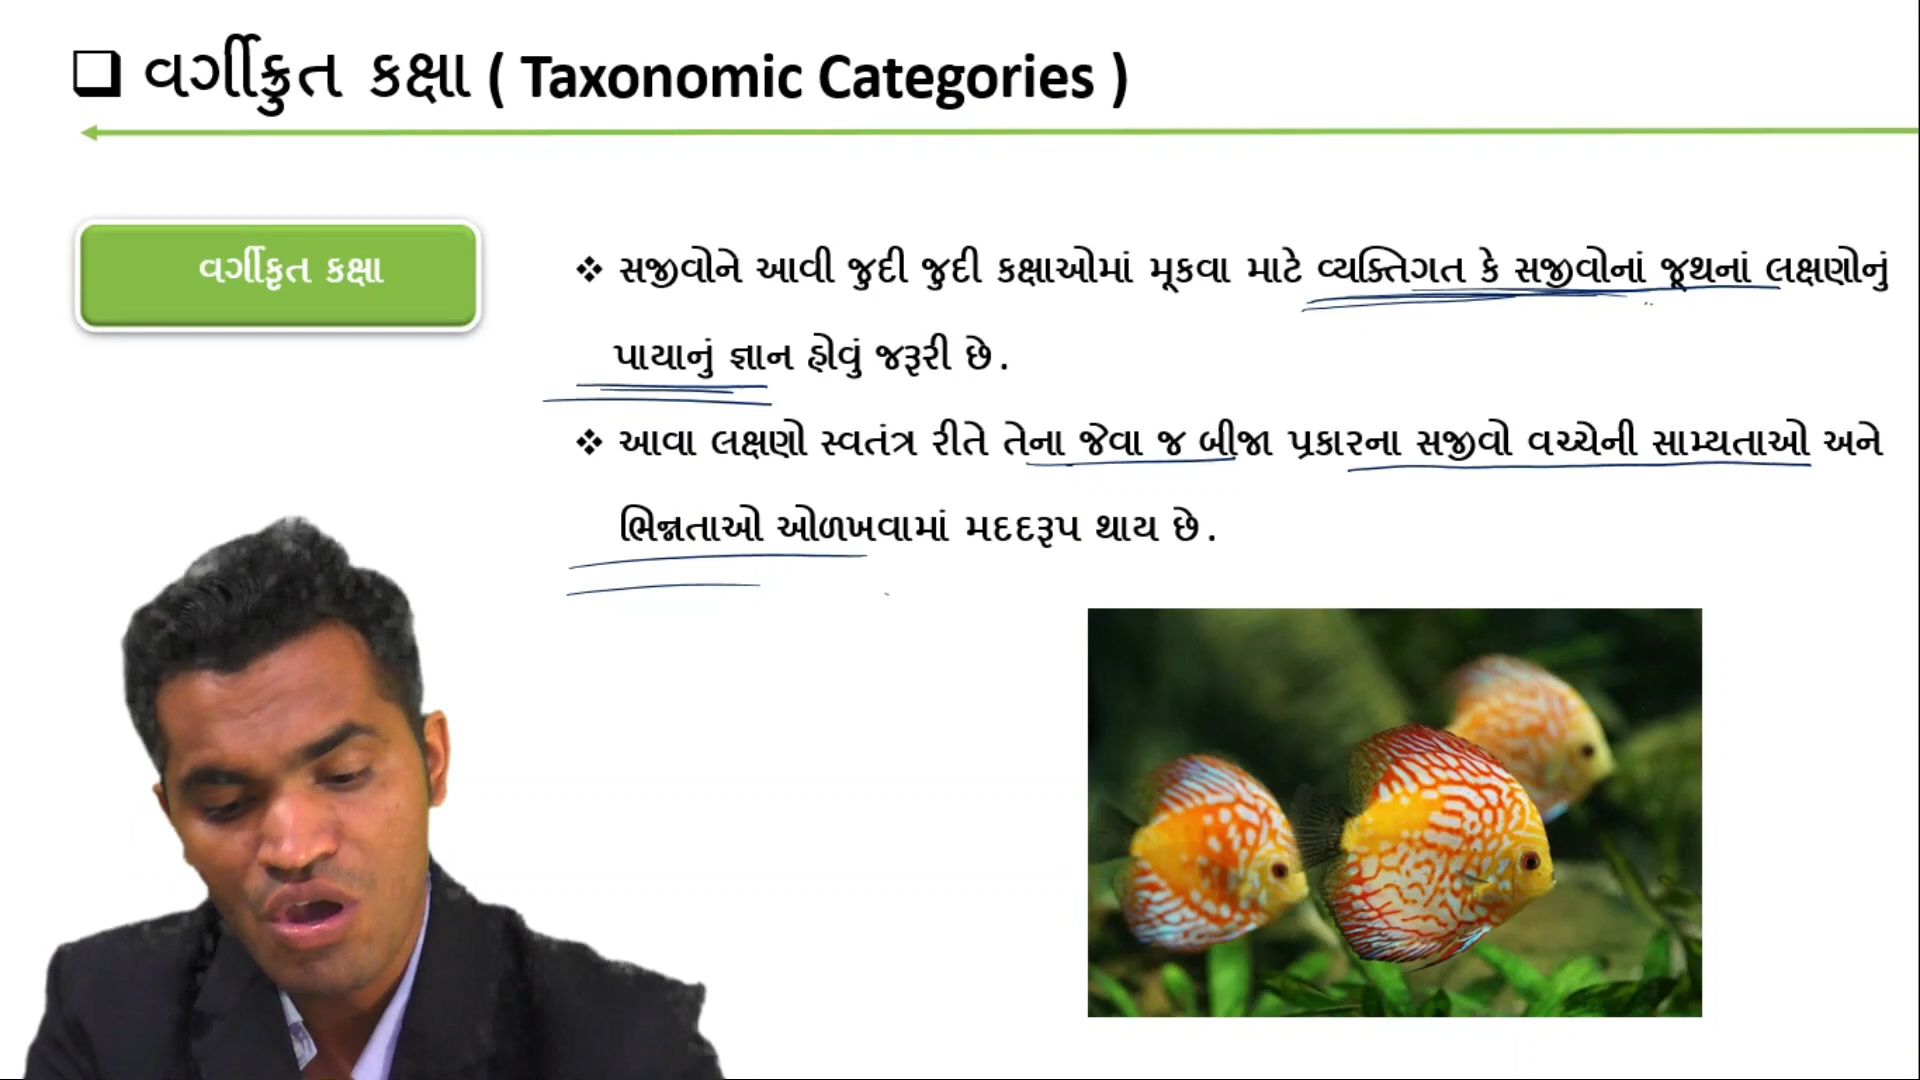 વર્ગીક્રુત કક્ષા ( Taxonomic Categories )
વર્ગીકૃત કક્ષા
❖ સજીવોને આવી જુદી જુદી કક્ષાઓમાં મૂકવા માટે વ્યક્તિગત કે સજીવોનાં જૂથનાં લક્ષણોનું
પાયાનું જ્ઞાન હોવું જરૂરી છે.
❖ આવા લક્ષણો સ્વતંત્ર રીતે તેના જેવા જ બીજા પ્રકારના સજીવો વચ્ચેની સામ્યતાઓ અને
ભિન્નતાઓ ઓળખવામાં મદદરૂપ થાય છે.